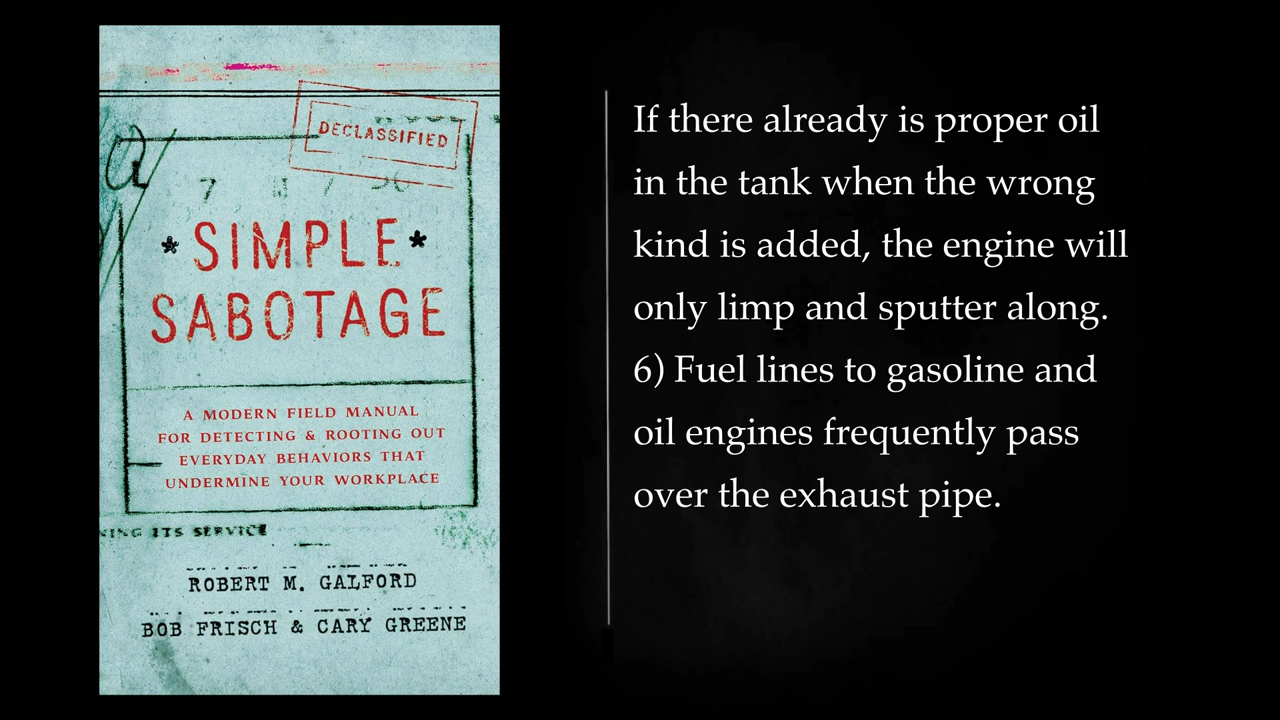 DECLASSIFIED
*SIMPLE*
SABOTAGE
A MODERN FIELD MANUAL
FOR DETECTING & ROOTING OUT
EVERYDAY BEHAVIORS THAT
UNDERMINE YOUR WORKPLACE
ITS SERVICE
ROBERT M. GALFORD
BOB FRISCH & CARY GREENE
If there already is proper oil
in the tank when the wrong
kind is added, the engine will
only limp and sputter along.
6) Fuel lines to gasoline and
oil engines frequently pass
over the exhaust pipe.